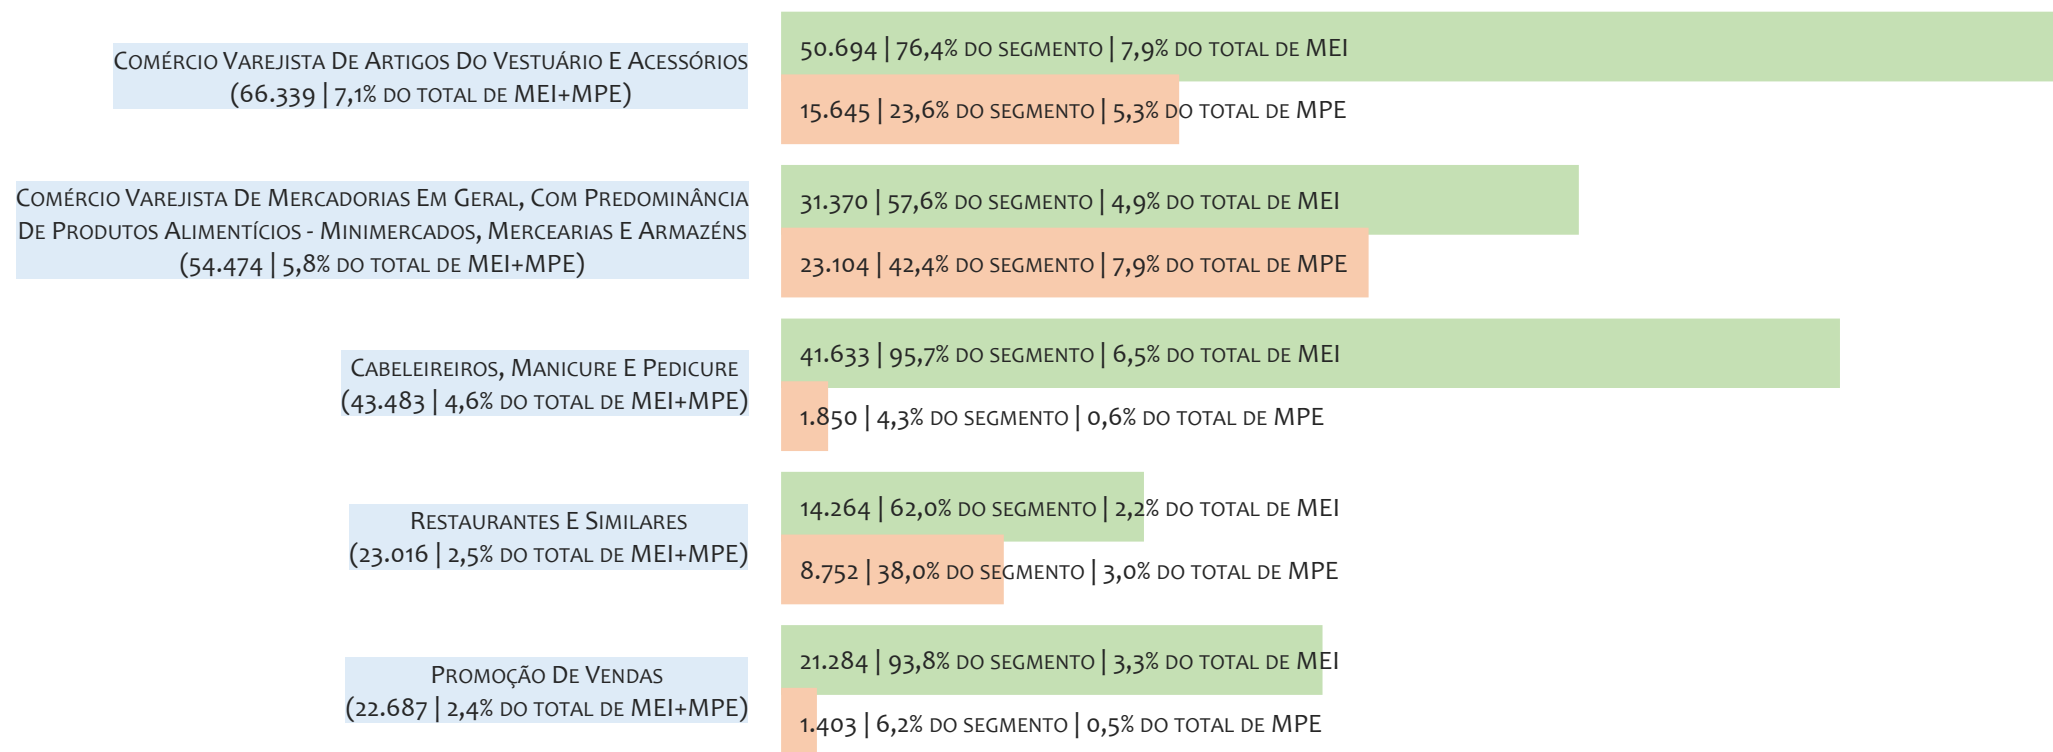 Comércio Varejista De Artigos Do Vestuário E Acessórios
(66.339 | 7,1% do total de MEI+MPE)
50.694 | 76,4% do segmento | 7,9% do total de MEI
15.645 | 23,6% do segmento | 5,3% do total de MPE
Comércio Varejista De Mercadorias Em Geral, Com Predominância
De Produtos Alimentícios - Minimercados, Mercearias E Armazéns
(54.474 | 5,8% do total de MEI+MPE)
31.370 | 57,6% do segmento | 4,9% do total de MEI
23.104 | 42,4% do segmento | 7,9% do total de MPE
Cabeleireiros, Manicure E Pedicure
(43.483 | 4,6% do total de MEI+MPE)
41.633 | 95,7% do segmento | 6,5% do total de MEI
1.850 | 4,3% do segmento | 0,6% do total de MPE
Restaurantes E Similares
(23.016 | 2,5% do total de MEI+MPE)
14.264 | 62,0% do segmento | 2,2% do total de MEI
8.752 | 38,0% do segmento | 3,0% do total de MPE
Promoção De Vendas
(22.687 | 2,4% do total de MEI+MPE)
21.284 | 93,8% do segmento | 3,3% do total de MEI
1.403 | 6,2% do segmento | 0,5% do total de MPE